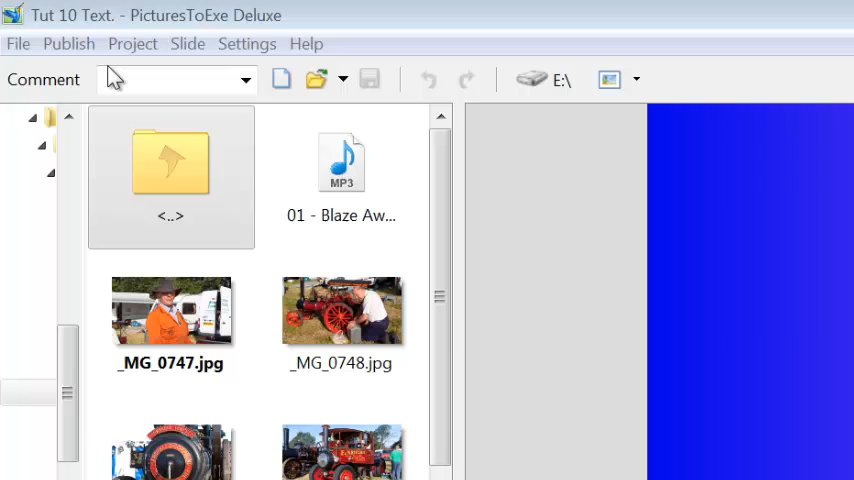 Tut 10 Text. - PicturesToExe Deluxe
File Publish Project Slide Settings Help
Comment E:\
MP3
<..> 01 - Blaze Aw...
_MG_0747.jpg _MG_0748.jpg